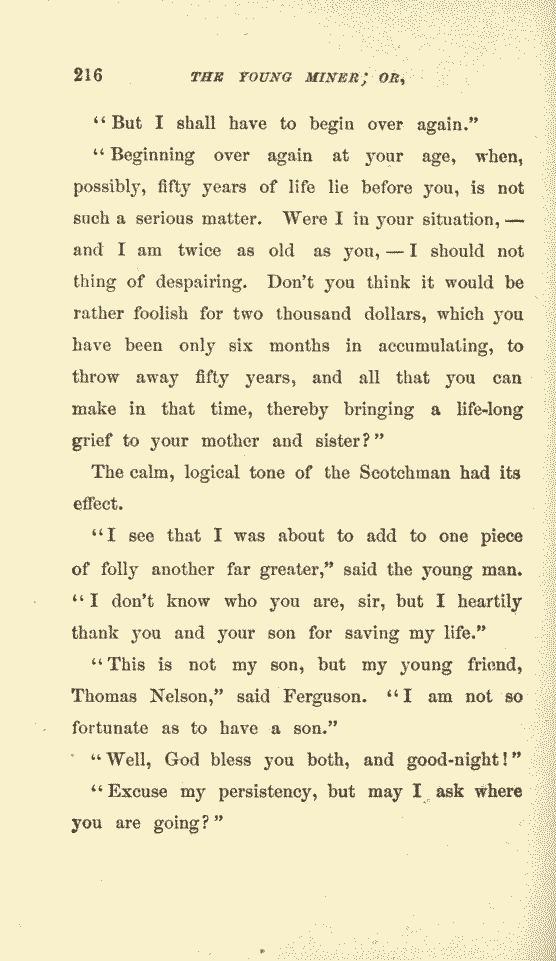 216 THE YOUNG MINER; OR,
“But I shall have to begin over again.”
“Beginning over again at your age, when,
possibly, fifty years of life lie before you, is not
such a serious matter. Were I in your situation, —
and I am twice as old as you, — I should not
thing of despairing. Don’t you think it would be
rather foolish for two thousand dollars, which you
have been only six months in accumulating, to
throw away fifty years, and all that you can
make in that time, thereby bringing a life-long
grief to your mother and sister?”
The calm, logical tone of the Scotchman had its
effect.
“I see that I was about to add to one piece
of folly another far greater,” said the young man.
“I don’t know who you are, sir, but I heartily
thank you and your son for saving my life.”
“This is not my son, but my young friend,
Thomas Nelson,” said Ferguson. “I am not so
fortunate as to have a son.”
“Well, God bless you both, and good-night!”
“Excuse my persistency, but may I ask where
you are going?”